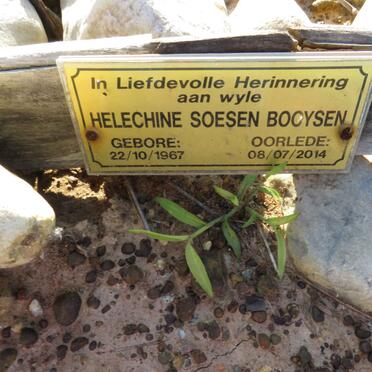 In Liefdevolle Herinnering
aan wyle
HELECHINE SOESEN BOOYSEN
GEBORE: OORLEDE:
22/10/1967 08/07/2014